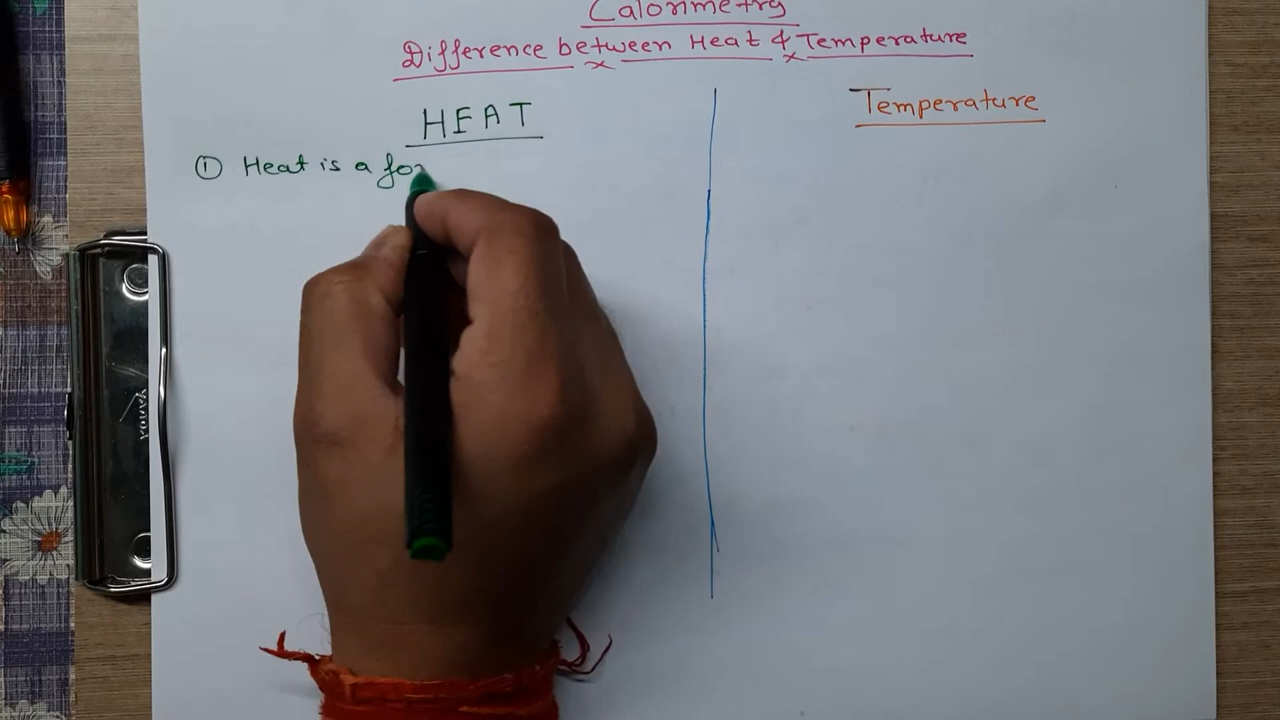 Calorimetry
Difference between Heat & Temperature
HEAT
Temperature
① Heat is a fo